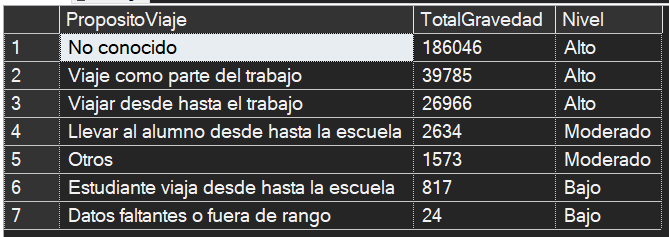 PropositoViaje TotalGravedad Nivel
1 No conocido 186046 Alto
2 Viaje como parte del trabajo 39785 Alto
3 Viajar desde hasta el trabajo 26966 Alto
4 Llevar al alumno desde hasta la escuela 2634 Moderado
5 Otros 1573 Moderado
6 Estudiante viaja desde hasta la escuela 817 Bajo
7 Datos faltantes o fuera de rango 24 Bajo